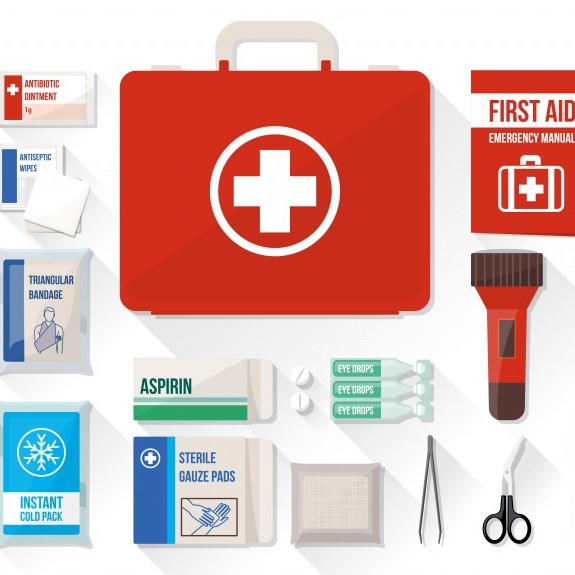 ANTIBIOTIC
OINTMENT
1g
ANTISEPTIC
WIPES
FIRST AID
EMERGENCY MANUAL
TRIANGULAR
BANDAGE
ASPIRIN
EYE DROPS
EYE DROPS
EYE DROPS
STERILE
GAUZE PADS
INSTANT
COLD PACK